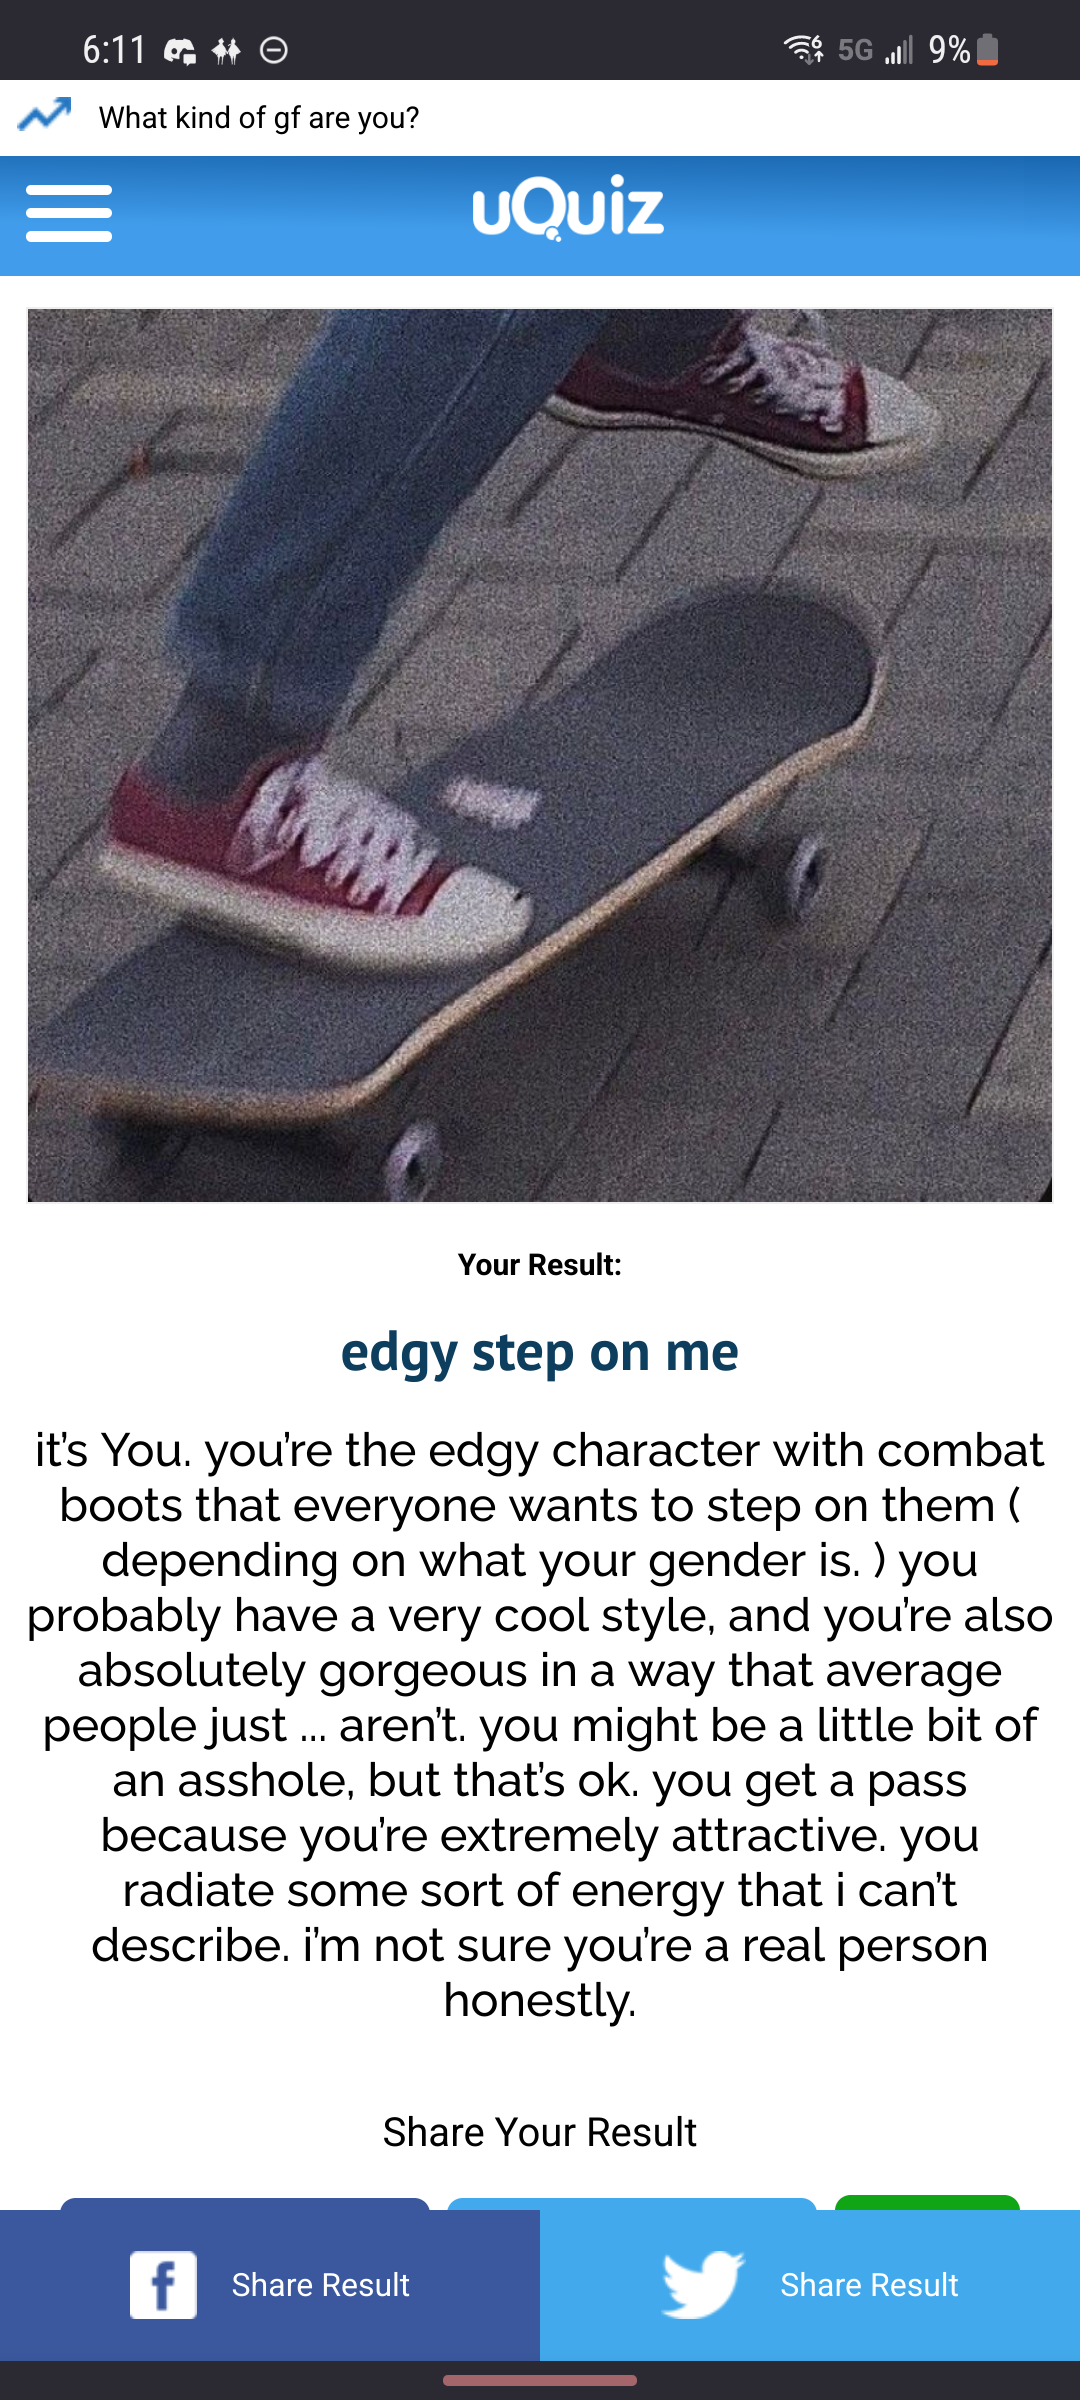 6:11
5G 9%
What kind of gf are you?
uQuiz
Your Result:
edgy step on me
it's You. you're the edgy character with combat
boots that everyone wants to step on them (
depending on what your gender is. ) you
probably have a very cool style, and you're also
absolutely gorgeous in a way that average
people just ... aren't. you might be a little bit of
an asshole, but that's ok. you get a pass
because you're extremely attractive. you
radiate some sort of energy that i can't
describe. i'm not sure you're a real person
honestly.
Share Your Result
Share Result
Share Result